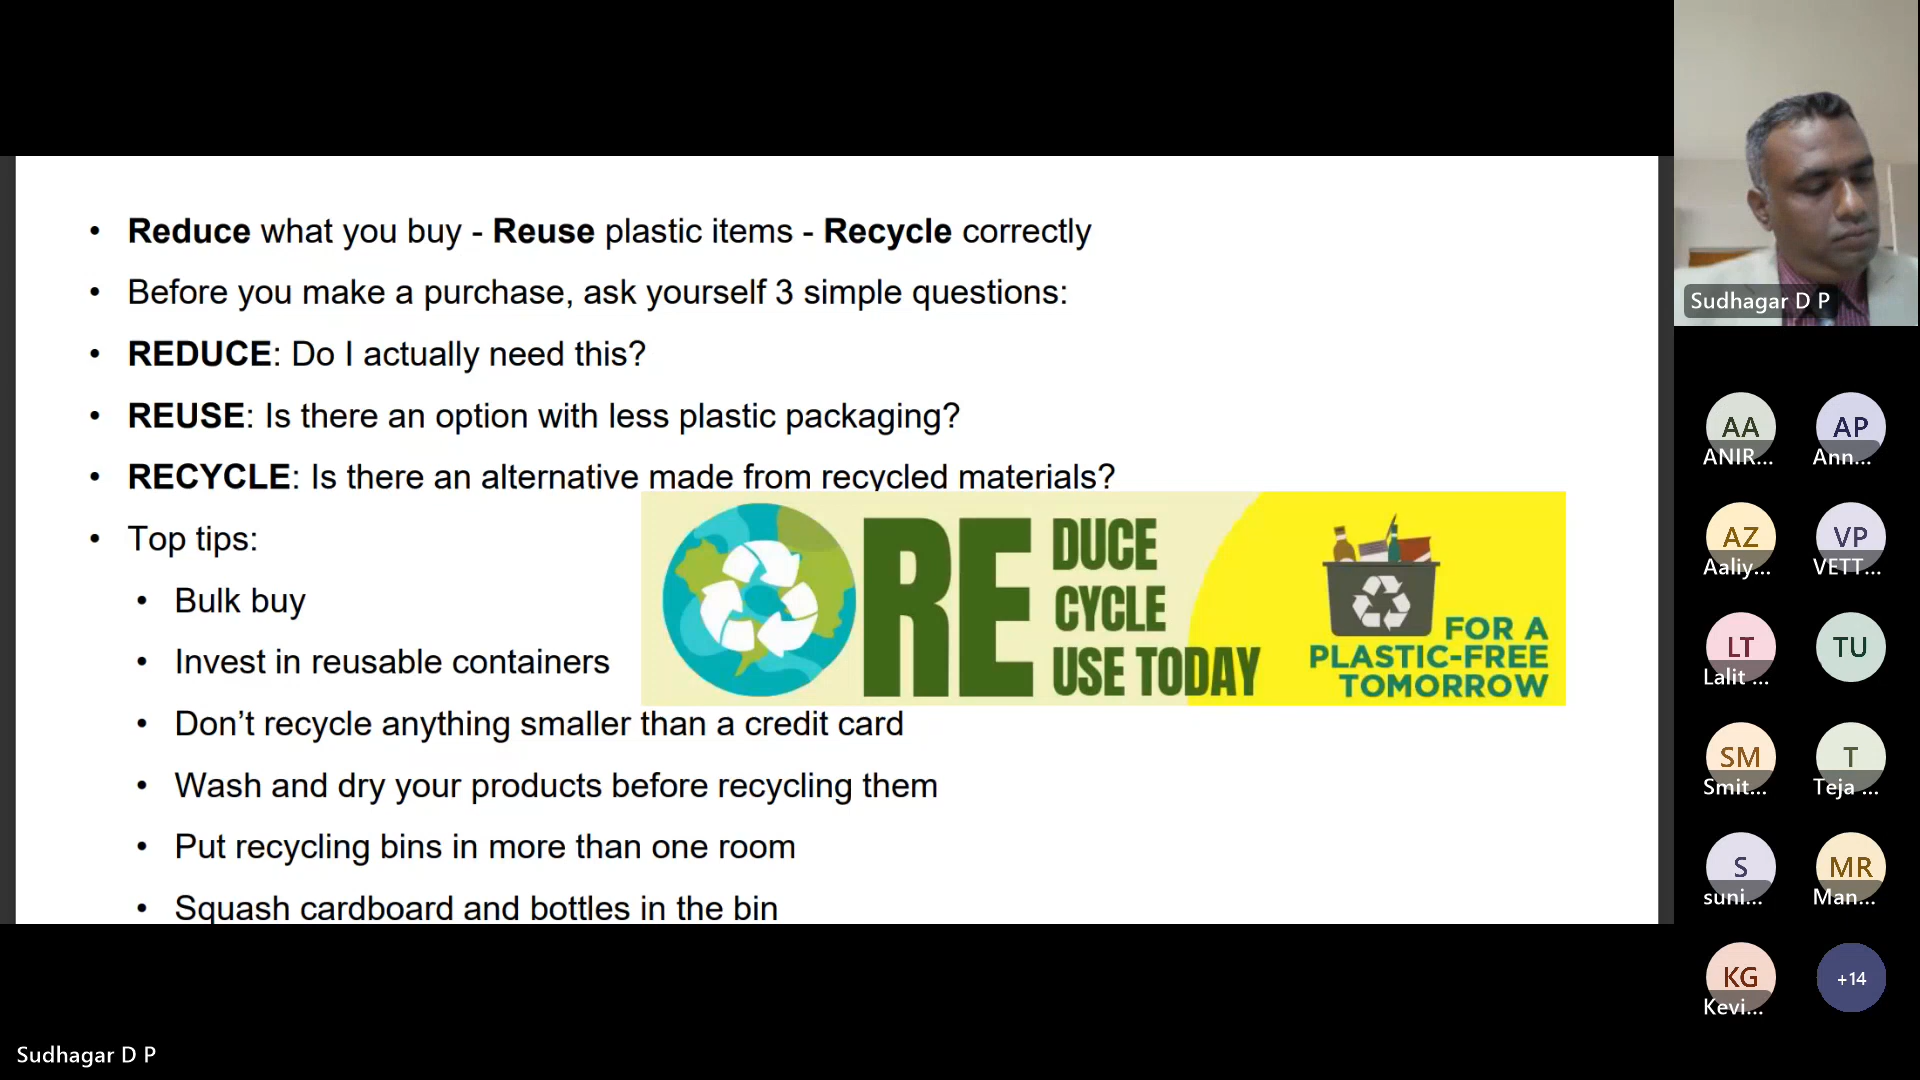 • Reduce what you buy - Reuse plastic items - Recycle correctly
• Before you make a purchase, ask yourself 3 simple questions:
• REDUCE: Do I actually need this?
• REUSE: Is there an option with less plastic packaging?
• RECYCLE: Is there an alternative made from recycled materials?
• Top tips:
• Bulk buy
• Invest in reusable containers
• Don’t recycle anything smaller than a credit card
• Wash and dry your products before recycling them
• Put recycling bins in more than one room
• Squash cardboard and bottles in the bin
RE
DUCE
CYCLE
USE TODAY
FOR A
PLASTIC-FREE
TOMORROW
Sudhagar D P
AA AP
ANIR... Ann...
AZ VP
Aaliy... VETT...
LT TU
Lalit ...
SM T
Smit... Teja ...
S MR
suni... Man...
KG +14
Kevi...
Sudhagar D P